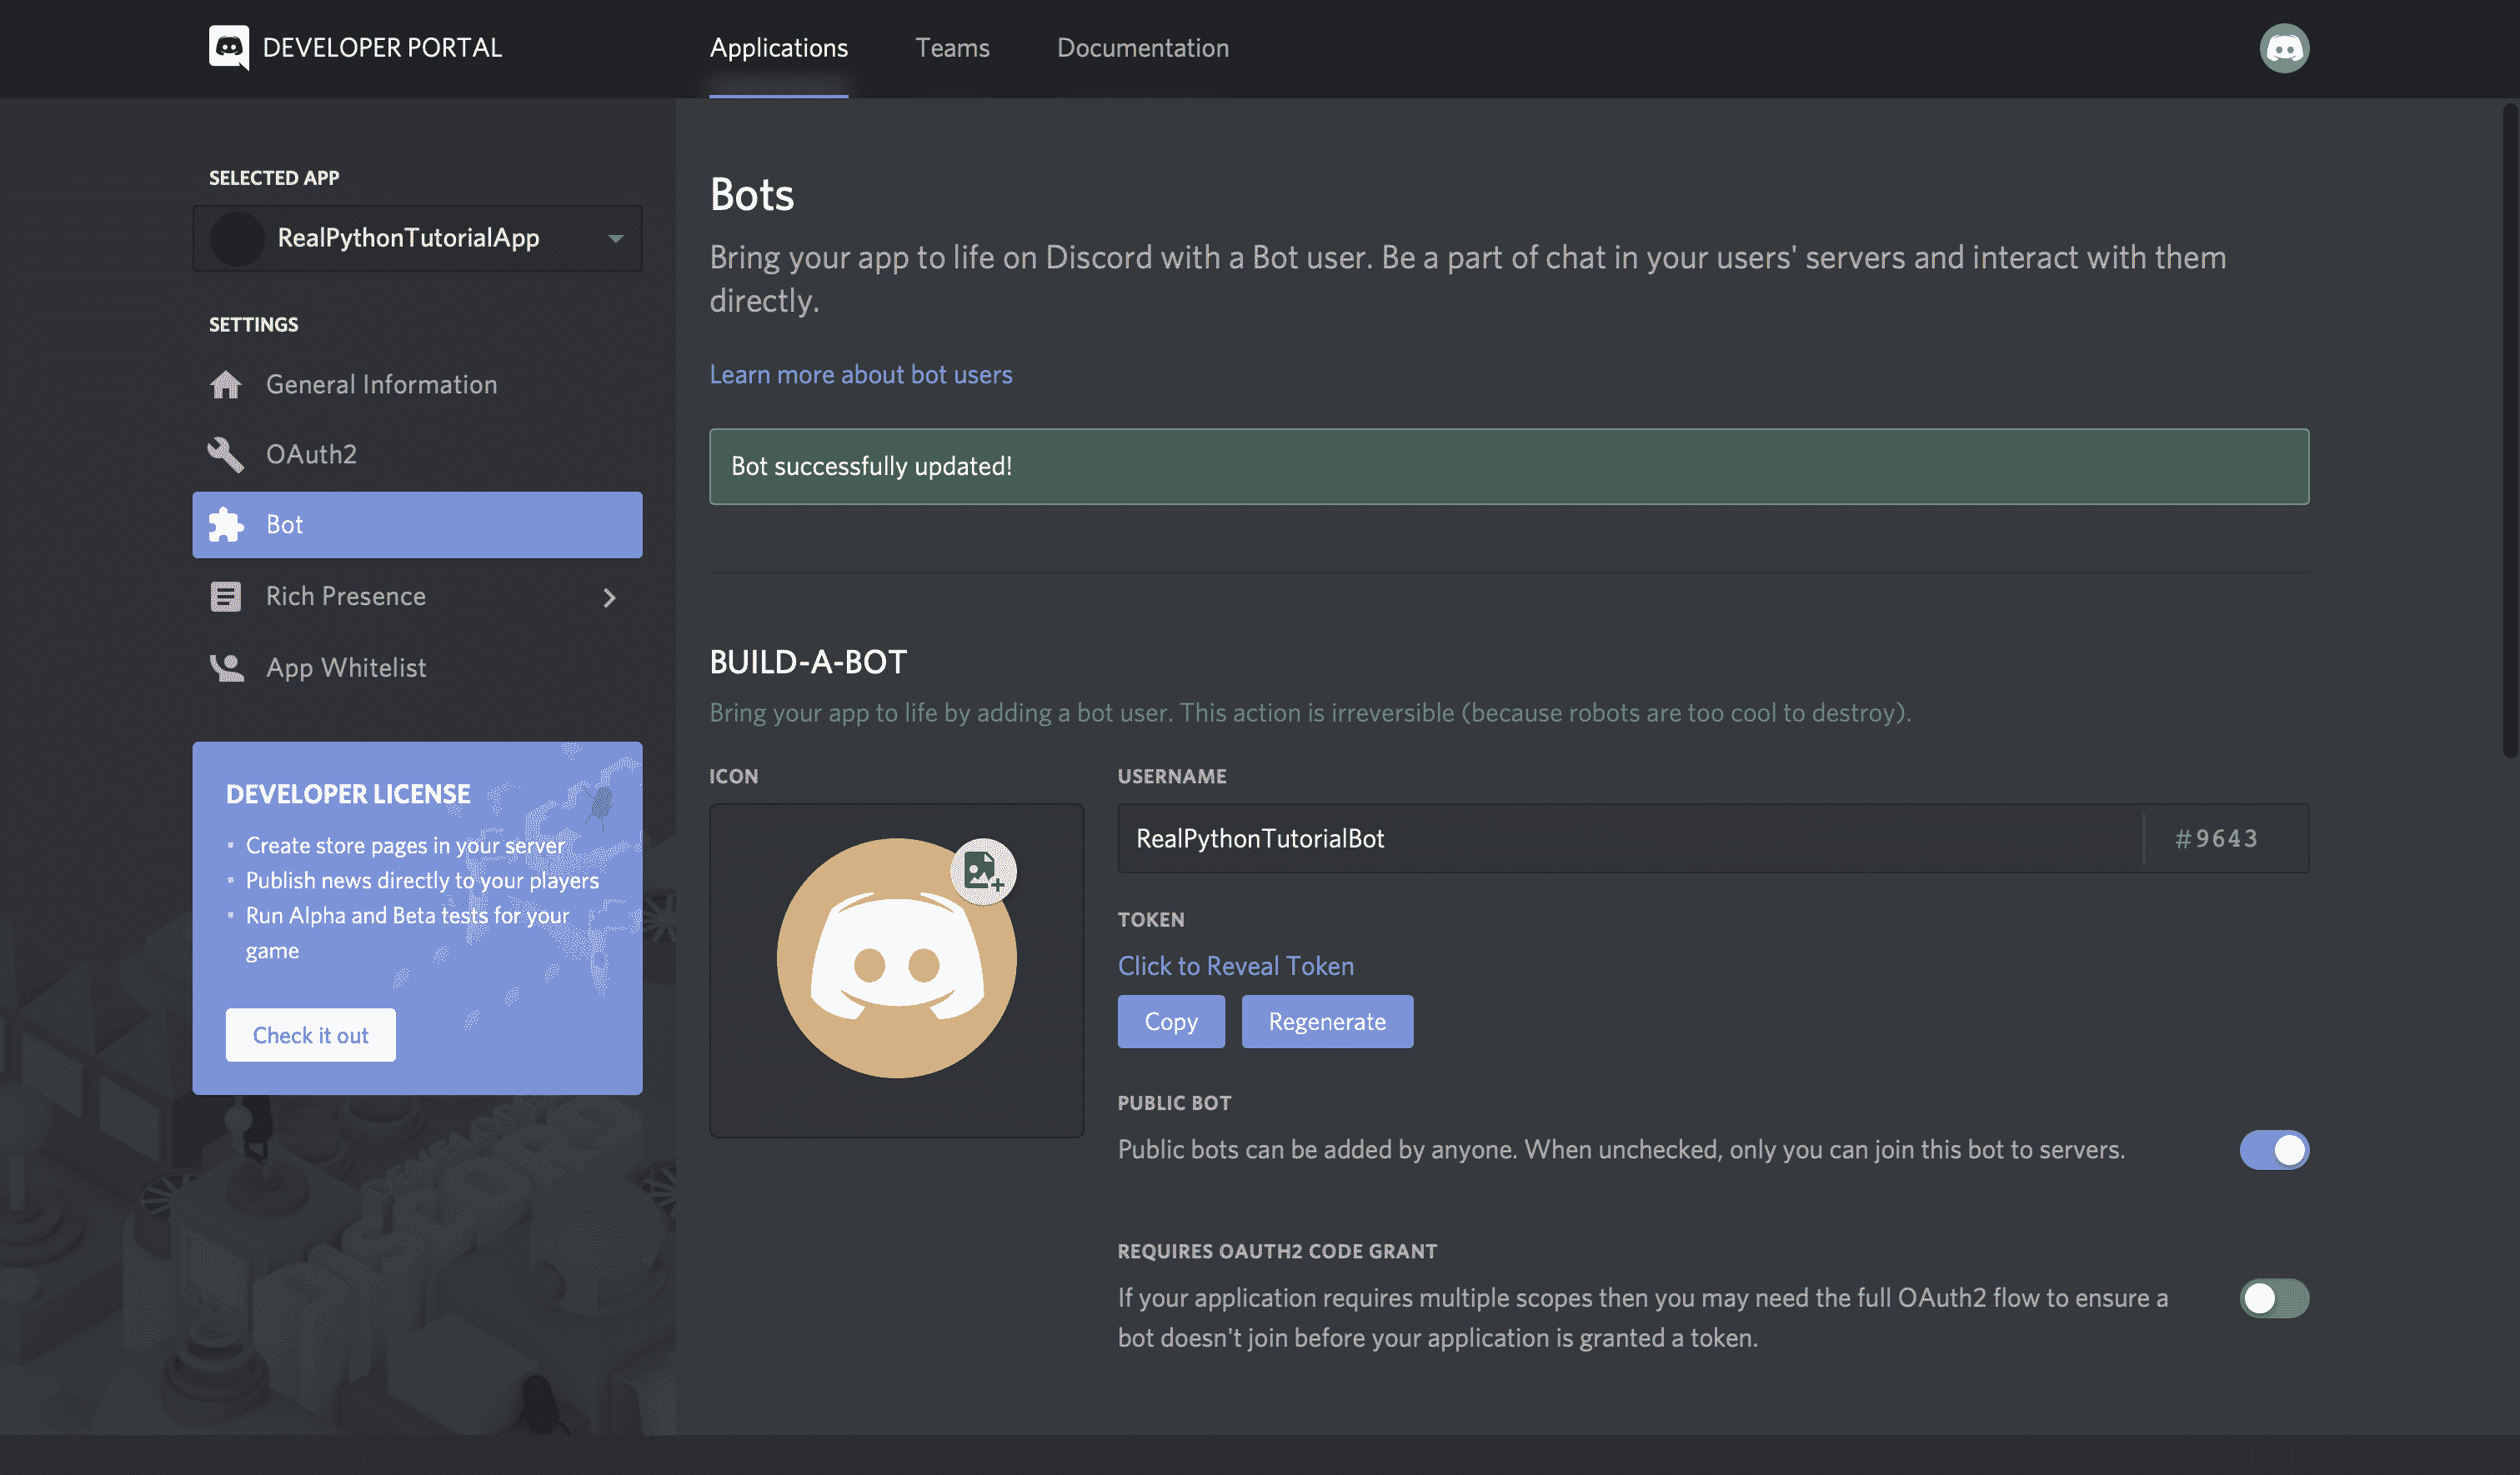 DEVELOPER PORTAL
Applications
Teams
Documentation
SELECTED APP
RealPythonTutorialApp
SETTINGS
General Information
OAuth2
Bot
Rich Presence
App Whitelist
DEVELOPER LICENSE
Create store pages in your server
Publish news directly to your players
Run Alpha and Beta tests for your
game
Check it out
Bots
Bring your app to life on Discord with a Bot user. Be a part of chat in your users' servers and interact with them
directly.
Learn more about bot users
Bot successfully updated!
BUILD-A-BOT
Bring your app to life by adding a bot user. This action is irreversible (because robots are too cool to destroy).
ICON
USERNAME
RealPythonTutorialBot
#9643
TOKEN
Click to Reveal Token
Copy
Regenerate
PUBLIC BOT
Public bots can be added by anyone. When unchecked, only you can join this bot to servers.
REQUIRES OAUTH2 CODE GRANT
If your application requires multiple scopes then you may need the full OAuth2 flow to ensure a
bot doesn't join before your application is granted a token.